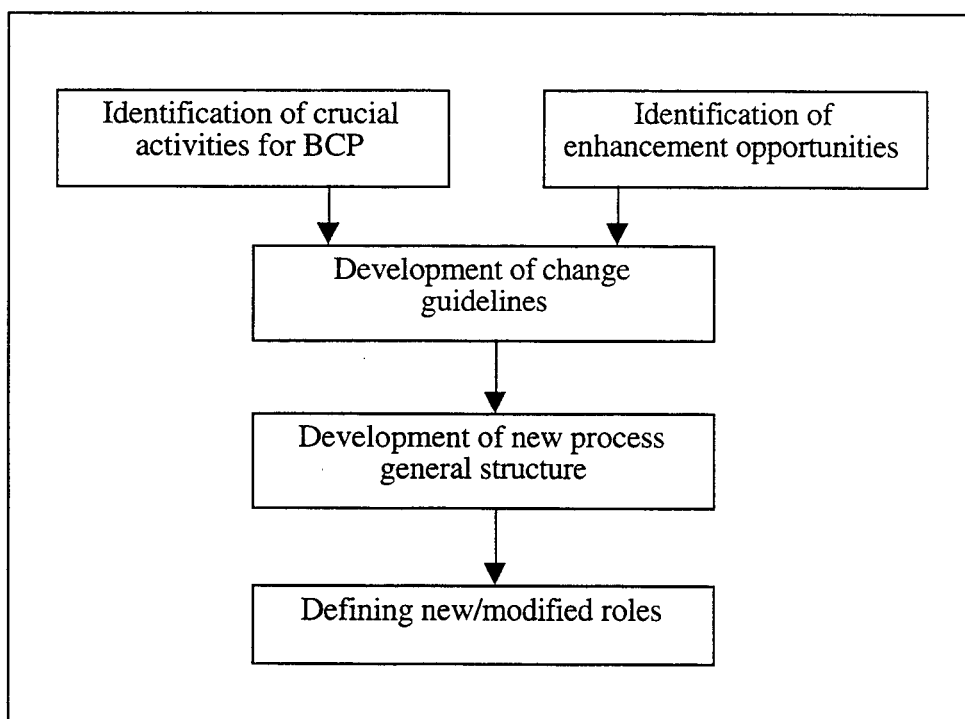 Identification of crucial
activities for BCP
Identification of
enhancement opportunities
Development of change
guidelines
Development of new process
general structure
Defining new/modified roles